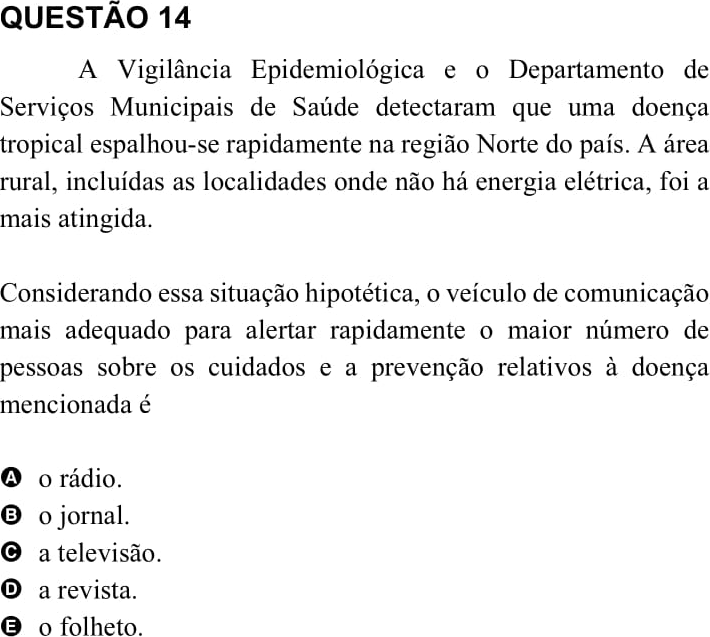 QUESTÃO 14
A Vigilância Epidemiológica e o Departamento de
Serviços Municipais de Saúde detectaram que uma doença
tropical espalhou-se rapidamente na região Norte do país. A área
rural, incluídas as localidades onde não há energia elétrica, foi a
mais atingida.
Considerando essa situação hipotética, o veículo de comunicação
mais adequado para alertar rapidamente o maior número de
pessoas sobre os cuidados e a prevenção relativos à doença
mencionada é
A o rádio.
B o jornal.
C a televisão.
D a revista.
E o folheto.